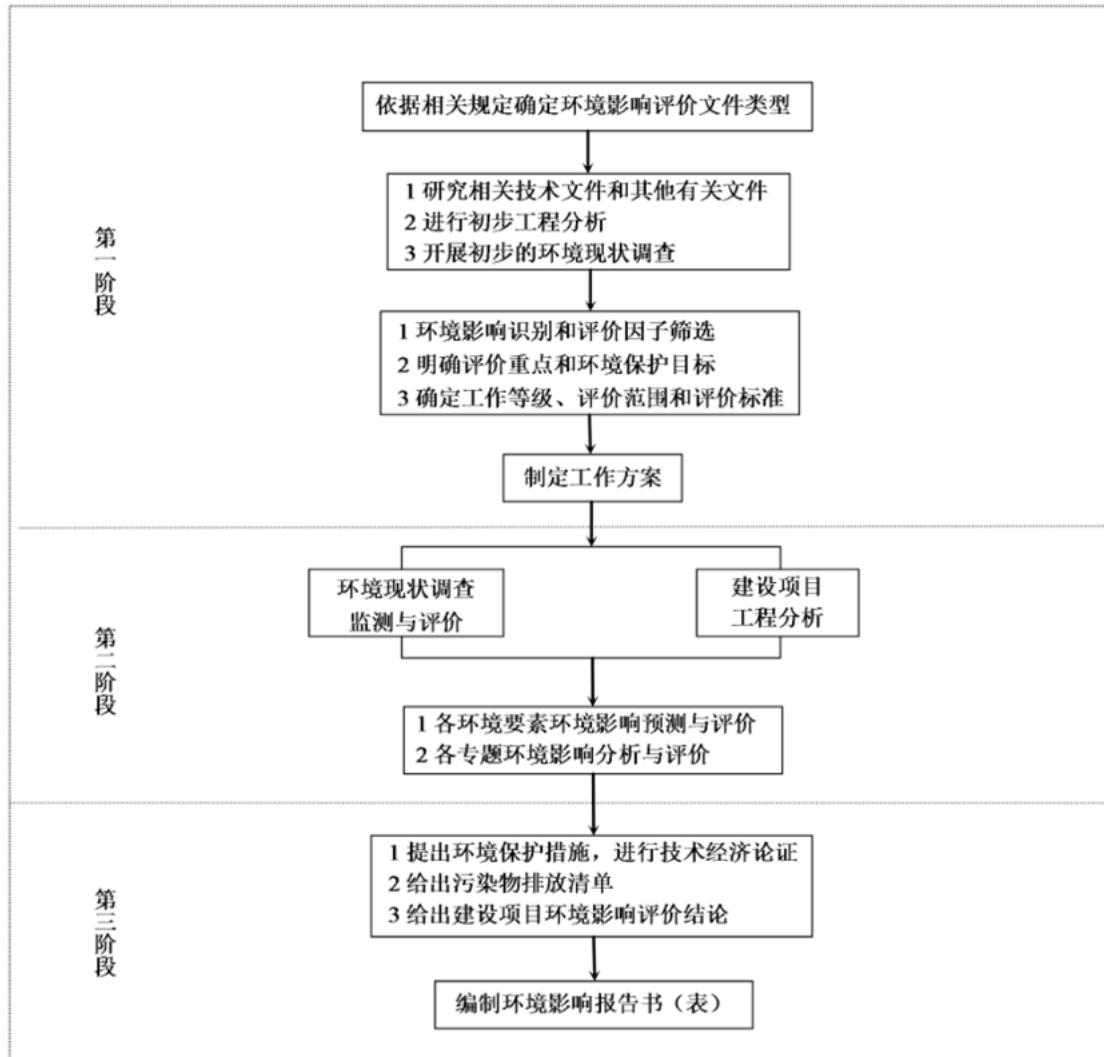 依据相关规定确定环境影响评价文件类型
1 研究相关技术文件和其他有关文件
2 进行初步工程分析
3 开展初步的环境现状调查
第一阶段
1 环境影响识别和评价因子筛选
2 明确评价重点和环境保护目标
3 确定工作等级、评价范围和评价标准
制定工作方案
环境现状调查
监测与评价
建设项目
工程分析
第二阶段
1 各环境要素环境影响预测与评价
2 各专题环境影响分析与评价
1 提出环境保护措施，进行技术经济论证
2 给出污染物排放清单
3 给出建设项目环境影响评价结论
第三阶段
编制环境影响报告书（表）